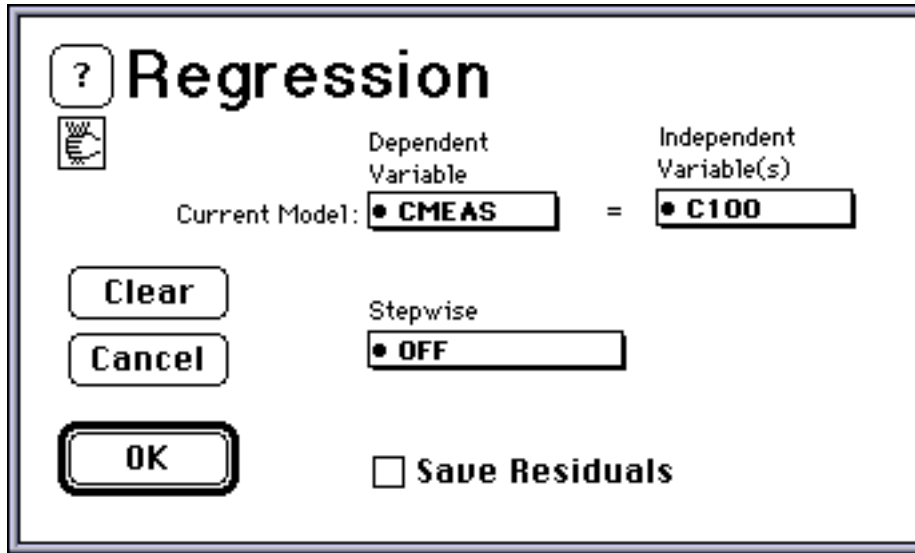 ? Regression
Dependent Independent
Variable Variable(s)
Current Model: • CMEAS = • C100
Clear
Stepwise
Cancel • OFF
OK
Save Residuals